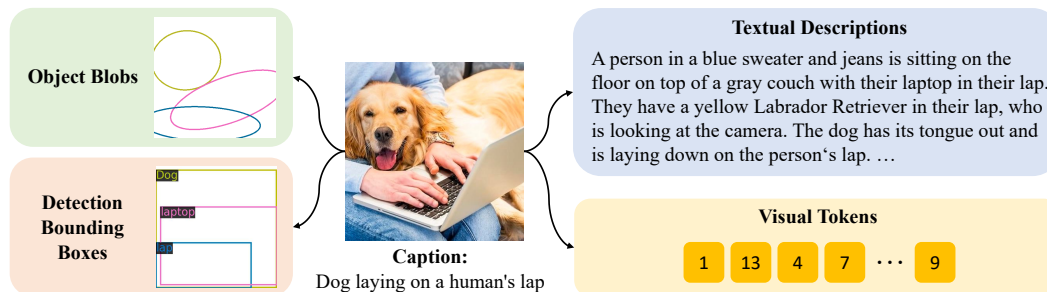 Object Blobs
Detection
Bounding
Boxes
Dog
laptop
lap
Caption:
Dog laying on a human's lap
Textual Descriptions
A person in a blue sweater and jeans is sitting on the
floor on top of a gray couch with their laptop in their lap.
They have a yellow Labrador Retriever in their lap, who
is looking at the camera. The dog has its tongue out and
is laying down on the person‘s lap. …
Visual Tokens
1 13 4 7 ··· 9